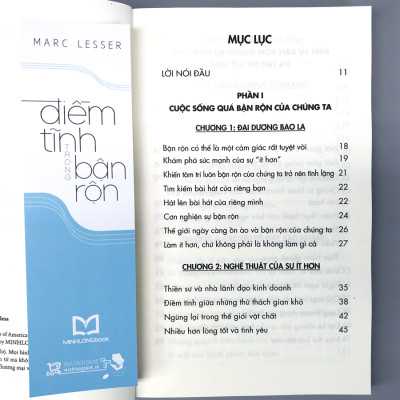 MARC LESSER
điềm
tĩnh
TRONG
bận
rộn
MINHLONGbook
MỤC LỤC
LỜI NÓI ĐẦU 11
PHẦN I
CUỘC SỐNG QUÁ BẬN RỘN CỦA CHÚNG TA
CHƯƠNG 1: ĐẠI DƯƠNG BAO LA
Bận rộn có thể là một cảm giác rất tuyệt vời 18
Khám phá sức mạnh của sự "ít hơn" 19
Khiến tâm trí luôn bận rộn của chúng ta trở nên tĩnh lặng 21
Tìm kiếm bài hát của riêng bạn 22
Hát lên bài hát của riêng mình 22
Cơn nghiện sự bận rộn 24
Thế giới ngày càng ồn ào và bận rộn của chúng ta 26
Làm ít hơn, chứ không phải là không làm gì cả 27
CHƯƠNG 2: NGHỆ THUẬT CỦA SỰ ÍT HƠN
Thiền sư và nhà lãnh đạo kinh doanh 35
Điềm tĩnh giữa những thử thách gian khó 38
Ngừng lại trong thế giới vật chất 42
Nhiều hơn lòng tốt và tình yêu 45